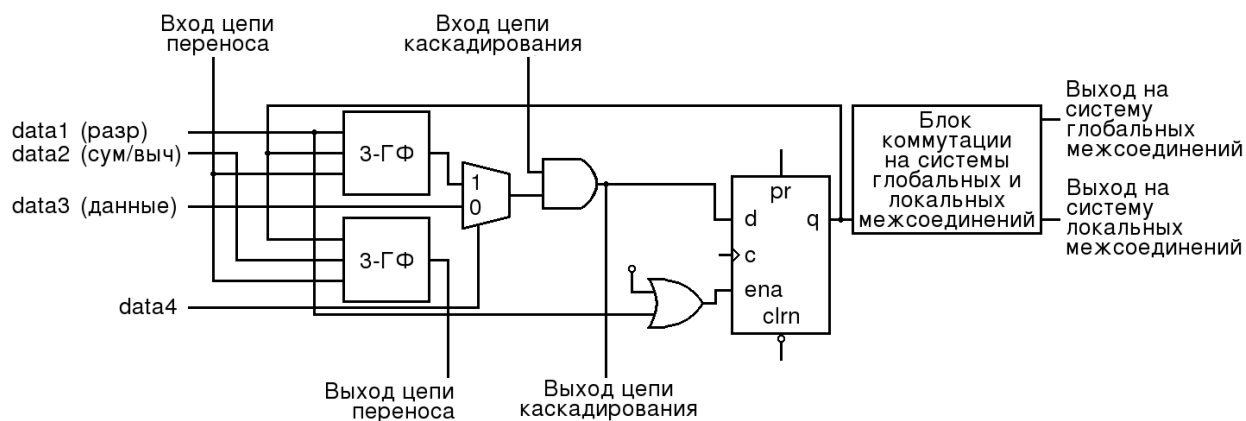 Вход цепи
переноса
Вход цепи
каскадирования
data1 (разр)
data2 (сум/выч)
data3 (данные)
data4
3-ГФ
3-ГФ
1
0
pr
d
q
c
ena
clrn
Блок
коммутации
на системы
глобальных и
локальных
межсоединений
Выход на
систему
глобальных
межсоединений
Выход на
систему
локальных
межсоединений
Выход цепи
переноса
Выход цепи
каскадирования